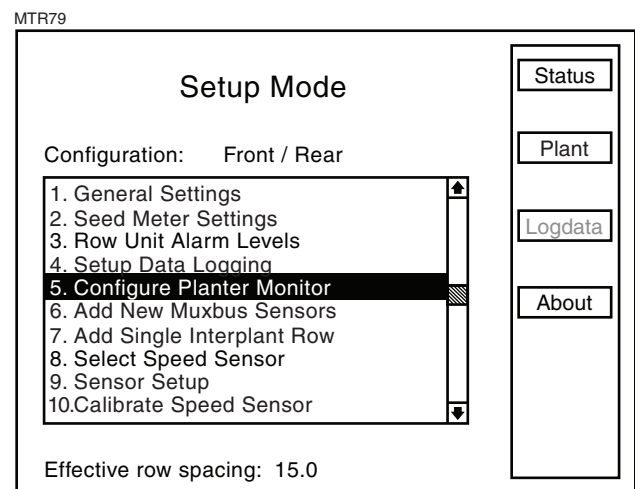 MTR79
Setup Mode
Configuration: Front / Rear
1. General Settings
2. Seed Meter Settings
3. Row Unit Alarm Levels
4. Setup Data Logging
5. Configure Planter Monitor
6. Add New Muxbus Sensors
7. Add Single Interplant Row
8. Select Speed Sensor
9. Sensor Setup
10.Calibrate Speed Sensor
Effective row spacing: 15.0
Status
Plant
Logdata
About